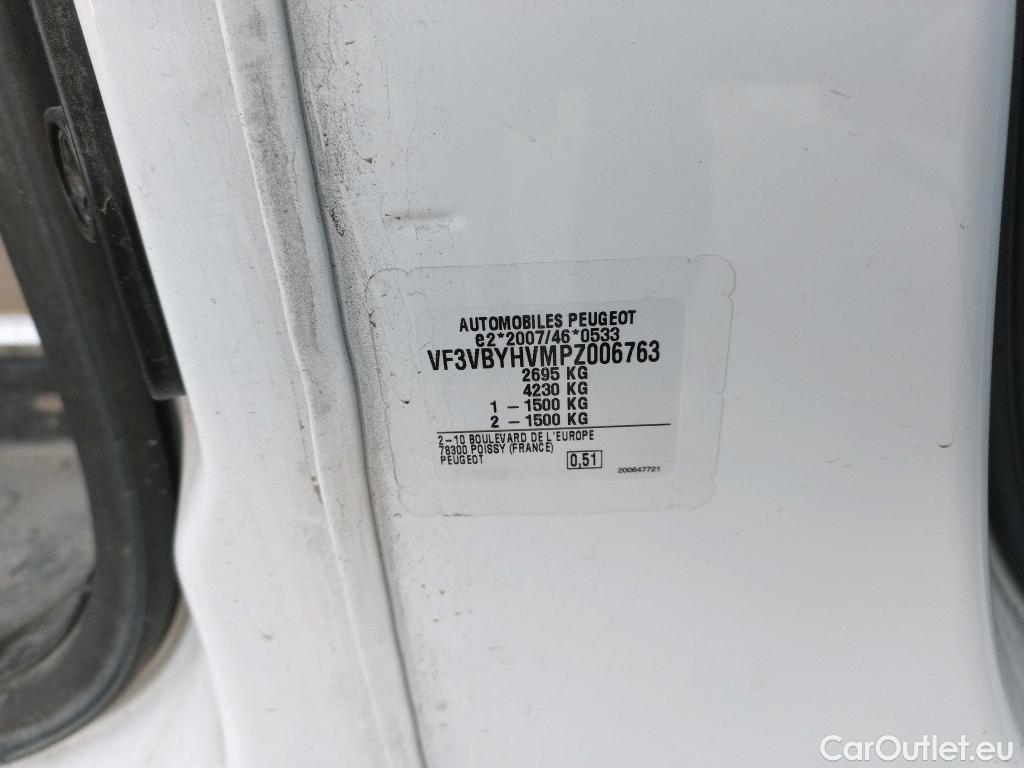 AUTOMOBILES PEUGEOT
e2*2007/46*0533
VF3VBYHVMPZ006763
2695 KG
4230 KG
1 – 1500 KG
2 – 1500 KG
2–10 BOULEVARD DE L'EUROPE
78300 POISSY (FRANCE)
PEUGEOT
0,51
200647721
CarOutlet.eu